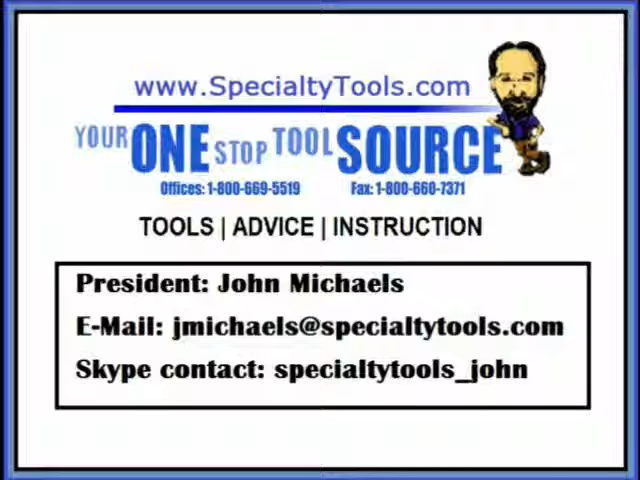 www.SpecialtyTools.com
YOUR ONE STOP TOOL SOURCE
Offices: 1-800-669-5519 Fax: 1-800-660-7371
TOOLS | ADVICE | INSTRUCTION
President: John Michaels
E-Mail: jmichaels@specialtytools.com
Skype contact: specialtytools_john